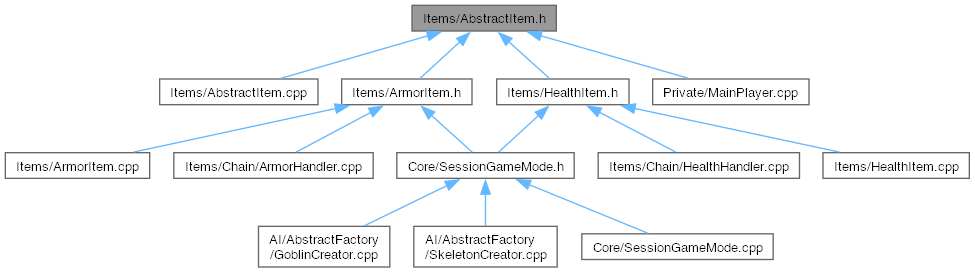 Items/AbstractItem.h
Items/AbstractItem.cpp
Items/ArmorItem.h
Items/HealthItem.h
Private/MainPlayer.cpp
Items/ArmorItem.cpp
Items/Chain/ArmorHandler.cpp
Core/SessionGameMode.h
Items/Chain/HealthHandler.cpp
Items/HealthItem.cpp
AI/AbstractFactory
/GoblinCreator.cpp
AI/AbstractFactory
/SkeletonCreator.cpp
Core/SessionGameMode.cpp